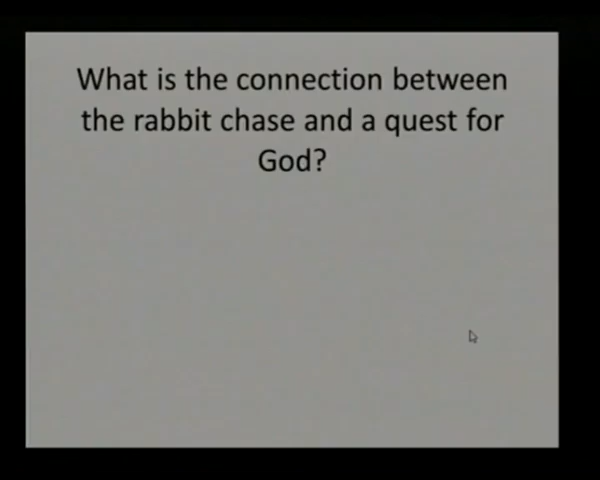 What is the connection between
the rabbit chase and a quest for
God?